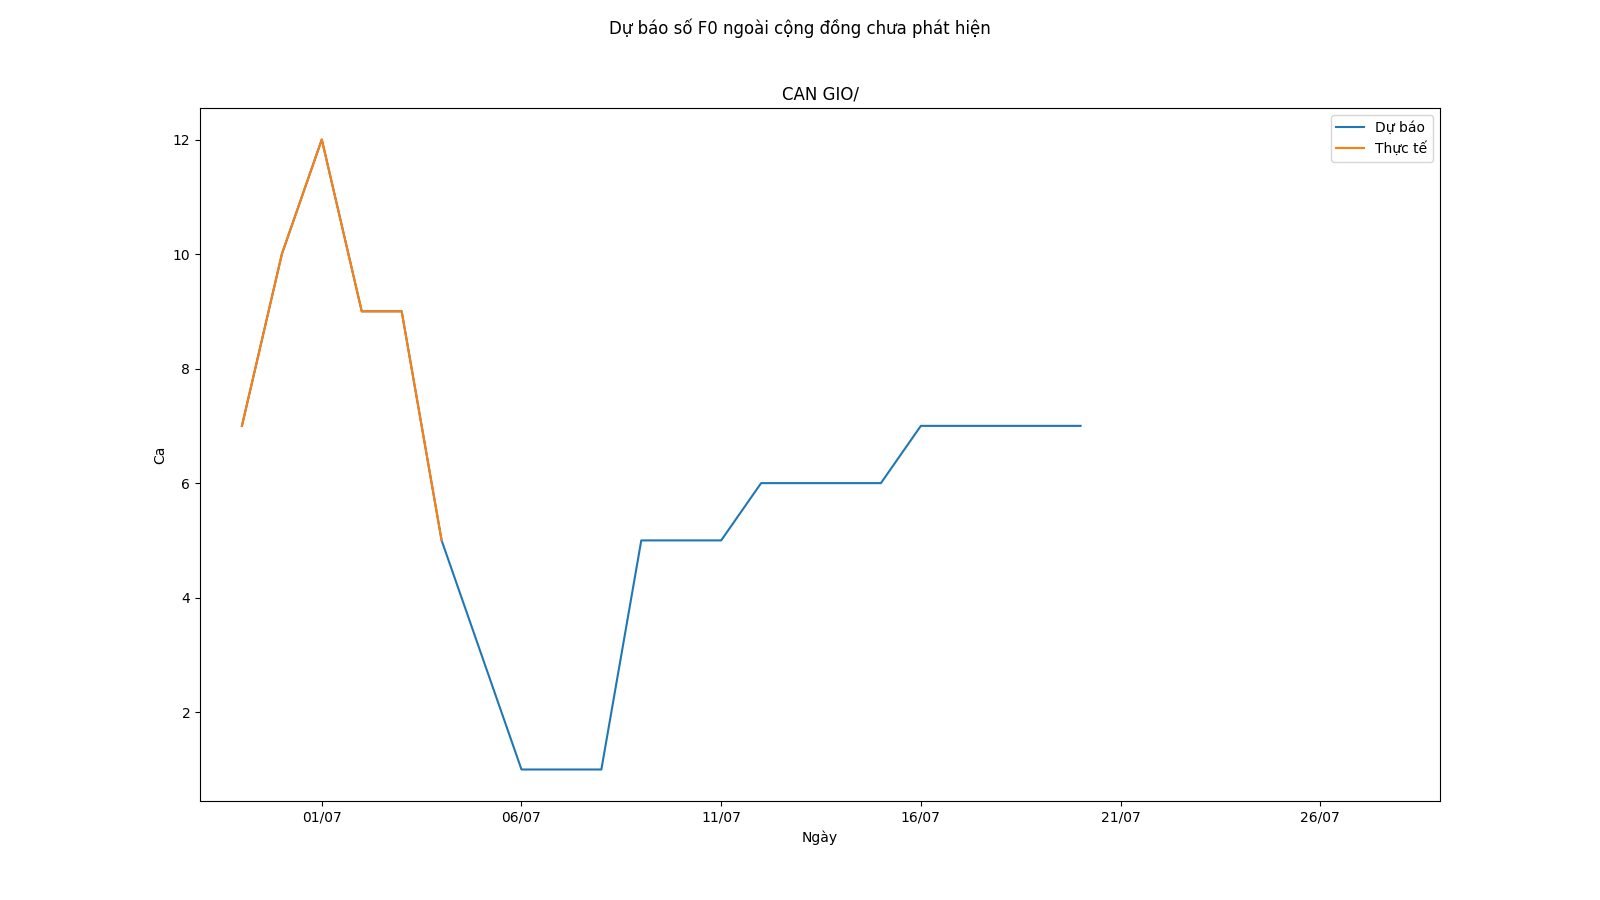 Dự báo số F0 ngoài cộng đồng chưa phát hiện
CAN GIO/
Dự báo
Thực tế
12
10
8
6
4
2
Ca
01/07 06/07 11/07 16/07 21/07 26/07
Ngày